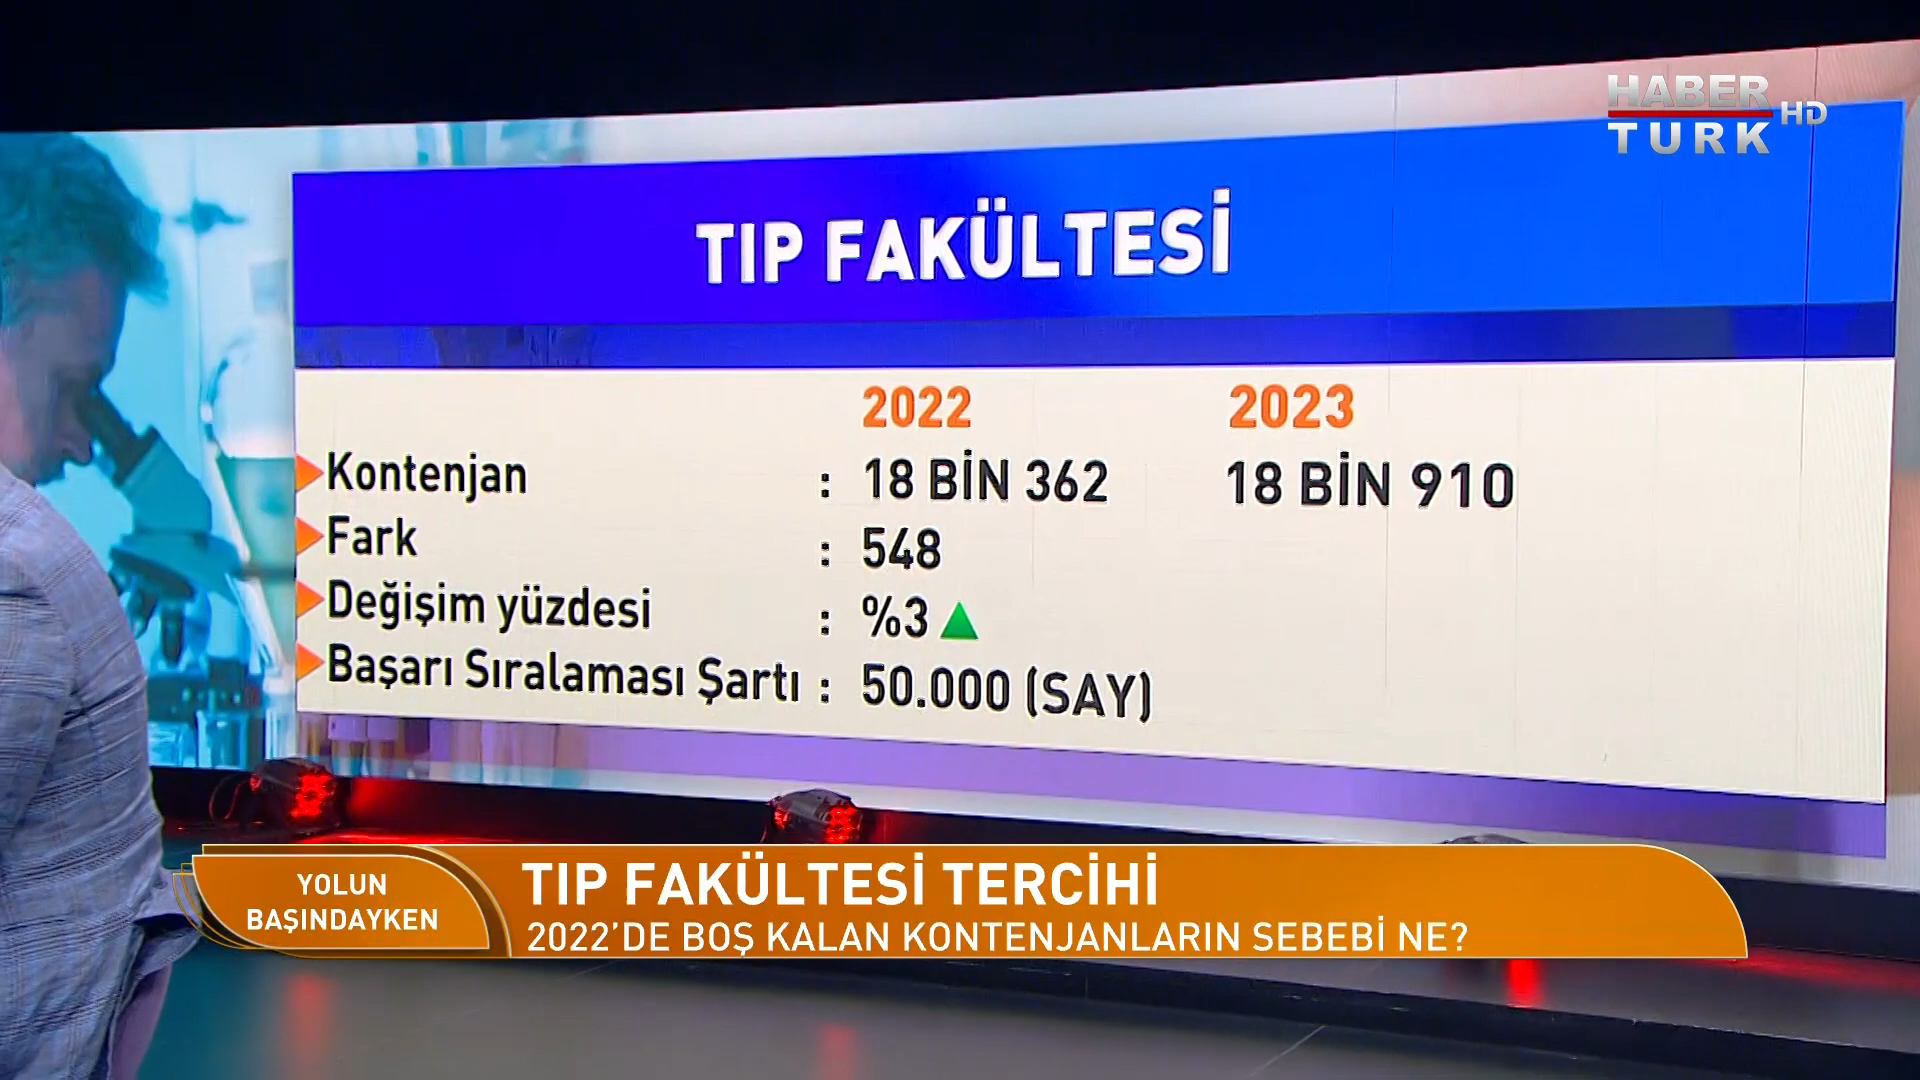 HABER
TURK HD
TIP FAKÜLTESİ
2022 2023
Kontenjan : 18 BİN 362 18 BİN 910
Fark : 548
Değişim yüzdesi : %3
Başarı Sıralaması Şartı : 50.000 (SAY)
YOLUN
BAŞINDAYKEN
TIP FAKÜLTESİ TERCİHİ
2022'DE BOŞ KALAN KONTENJANLARIN SEBEBİ NE?